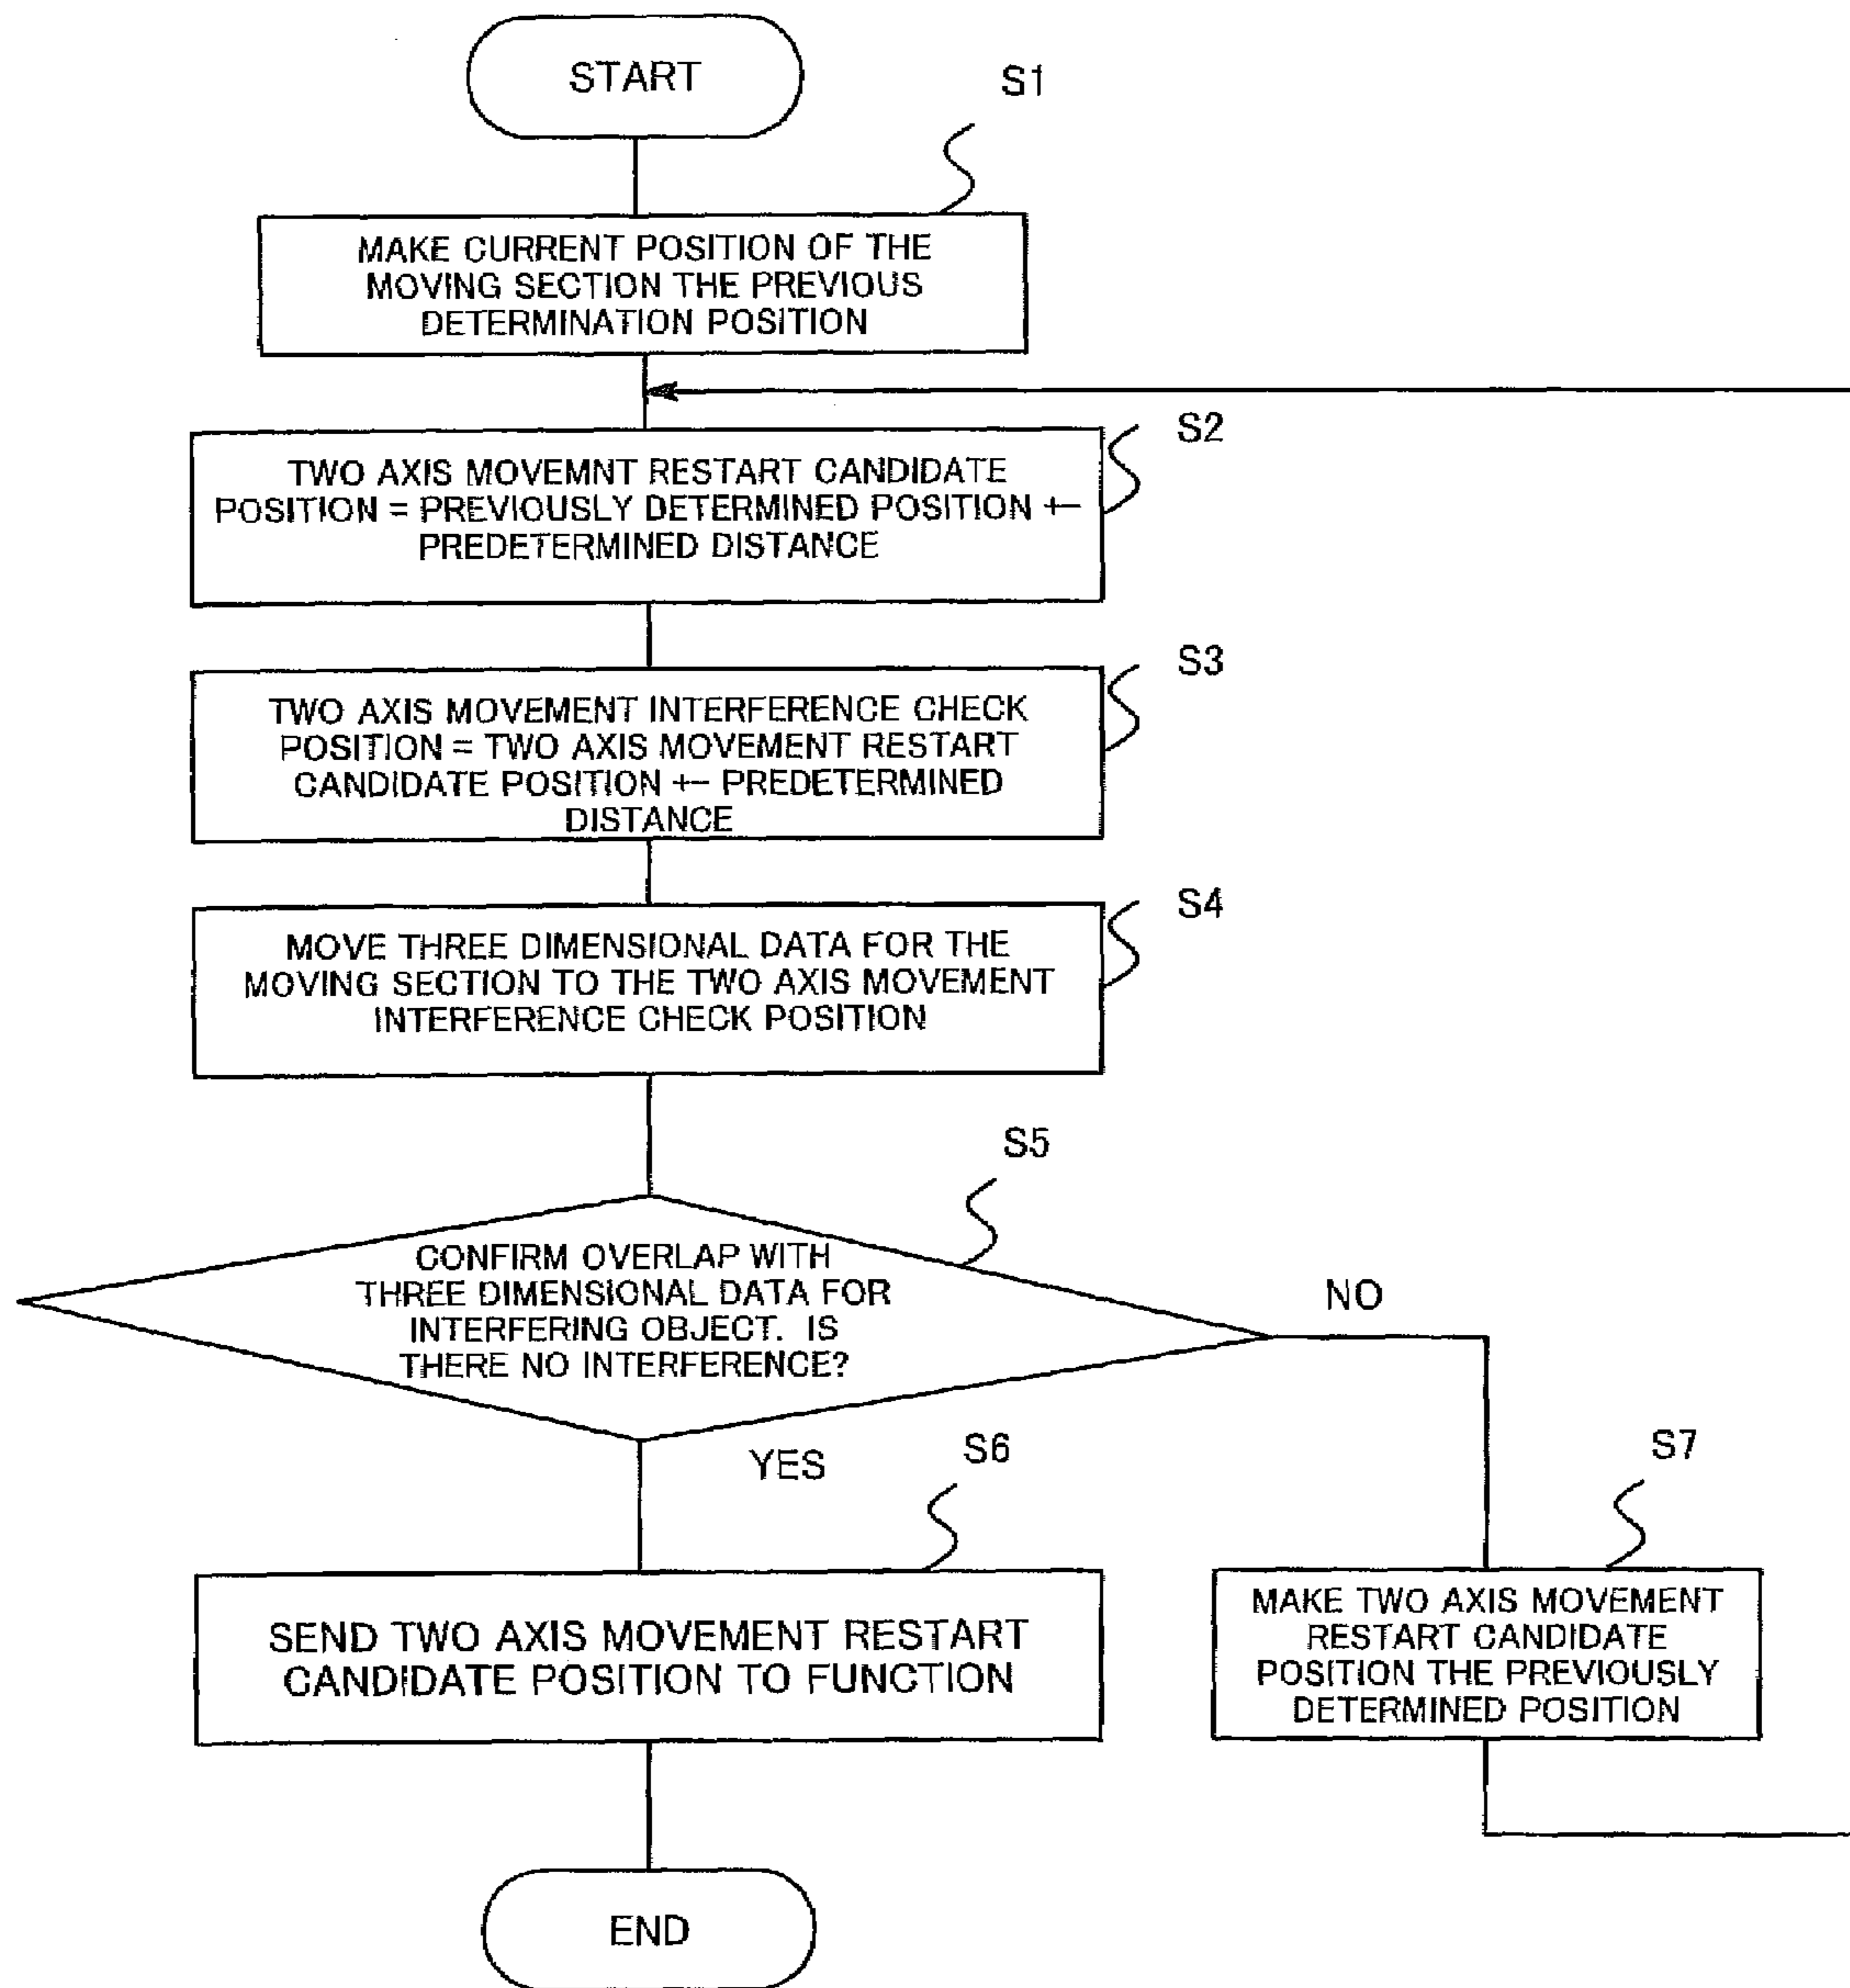 START
S1
MAKE CURRENT POSITION OF THE
MOVING SECTION THE PREVIOUS
DETERMINATION POSITION
S2
TWO AXIS MOVEMNT RESTART CANDIDATE
POSITION = PREVIOUSLY DETERMINED POSITION +−
PREDETERMINED DISTANCE
S3
TWO AXIS MOVEMENT INTERFERENCE CHECK
POSITION = TWO AXIS MOVEMENT RESTART
CANDIDATE POSITION +− PREDETERMINED
DISTANCE
S4
MOVE THREE DIMENSIONAL DATA FOR THE
MOVING SECTION TO THE TWO AXIS MOVEMENT
INTERFERENCE CHECK POSITION
S5
CONFIRM OVERLAP WITH
THREE DIMENSIONAL DATA FOR
INTERFERING OBJECT. IS
THERE NO INTERFERENCE?
NO
YES
S6
SEND TWO AXIS MOVEMENT RESTART
CANDIDATE POSITION TO FUNCTION
S7
MAKE TWO AXIS MOVEMENT
RESTART CANDIDATE
POSITION THE PREVIOUSLY
DETERMINED POSITION
END